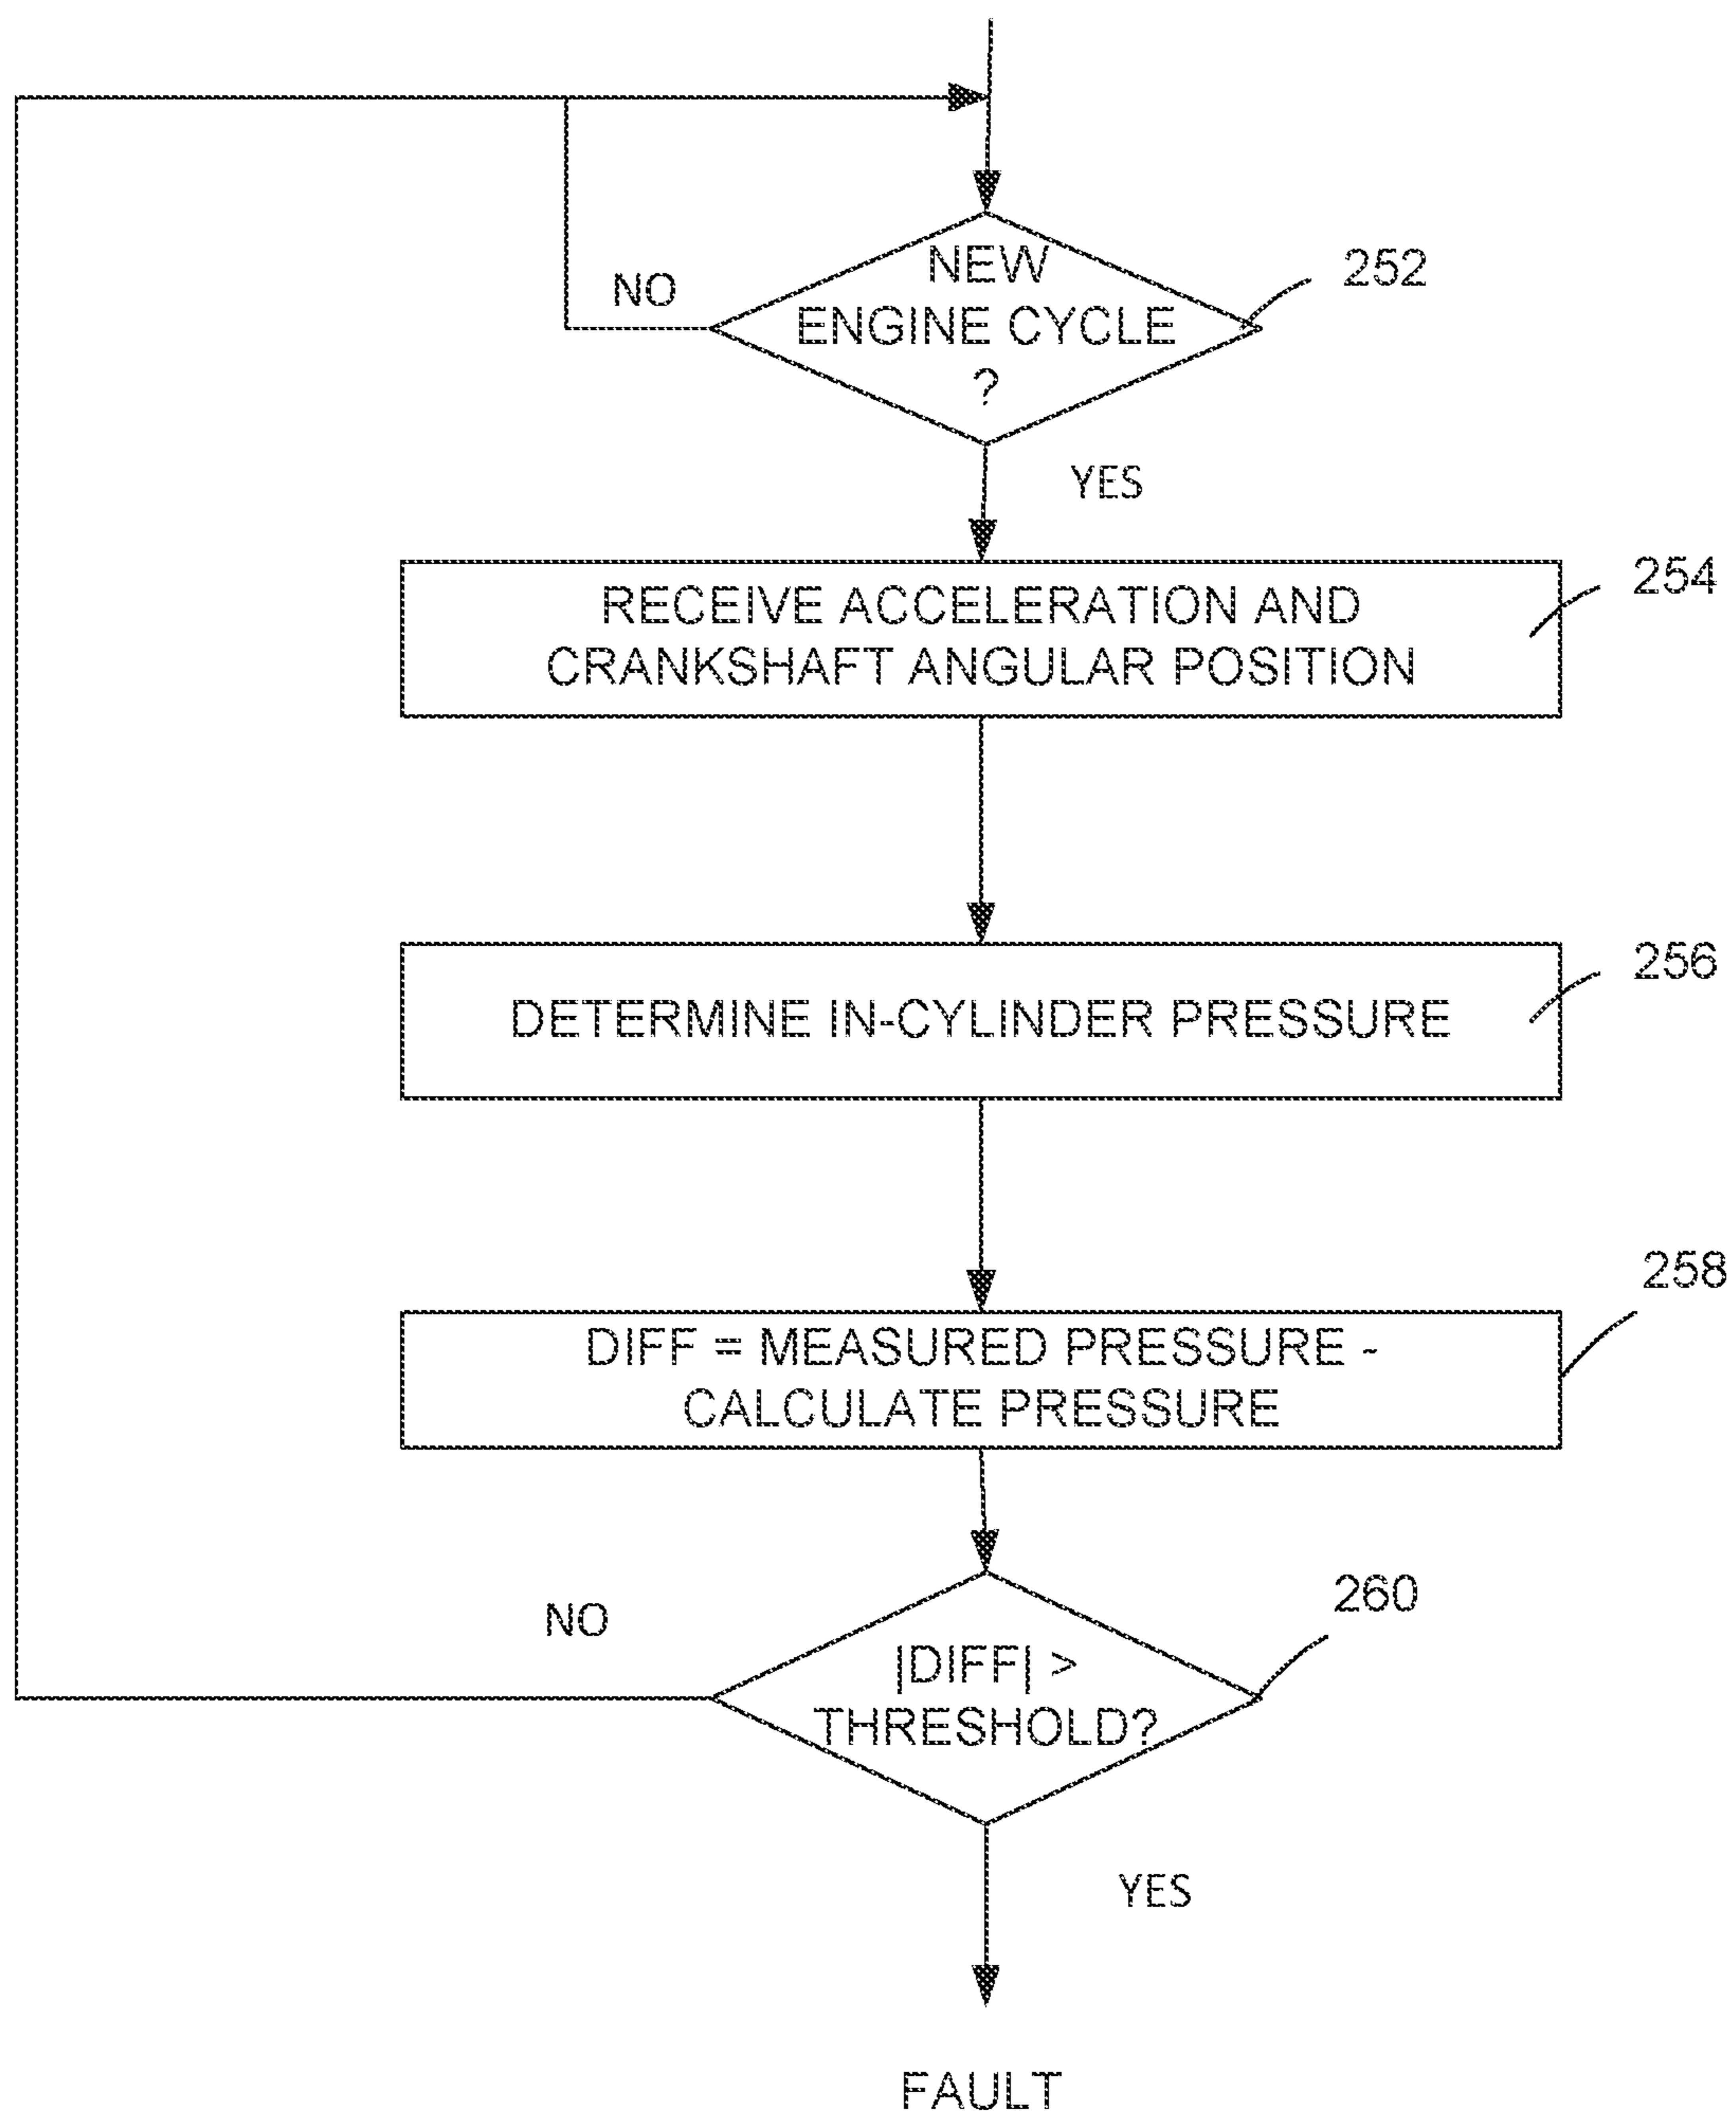 NEW
ENGINE CYCLE
?
252
NO
YES
RECEIVE ACCELERATION AND
CRANKSHAFT ANGULAR POSITION
254
DETERMINE IN-CYLINDER PRESSURE
256
DIFF = MEASURED PRESSURE -
CALCULATE PRESSURE
258
|DIFF| >
THRESHOLD?
260
NO
YES
FAULT